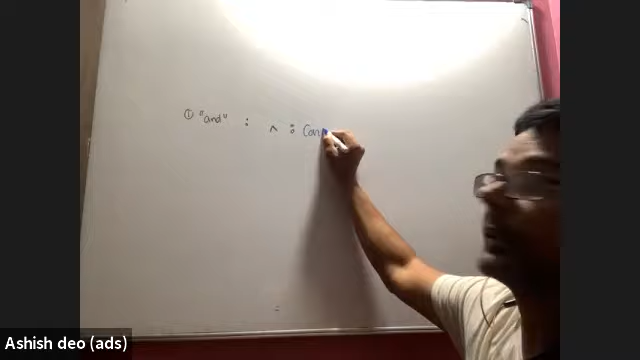 ① "and" : ^ : Con
Ashish deo (ads)